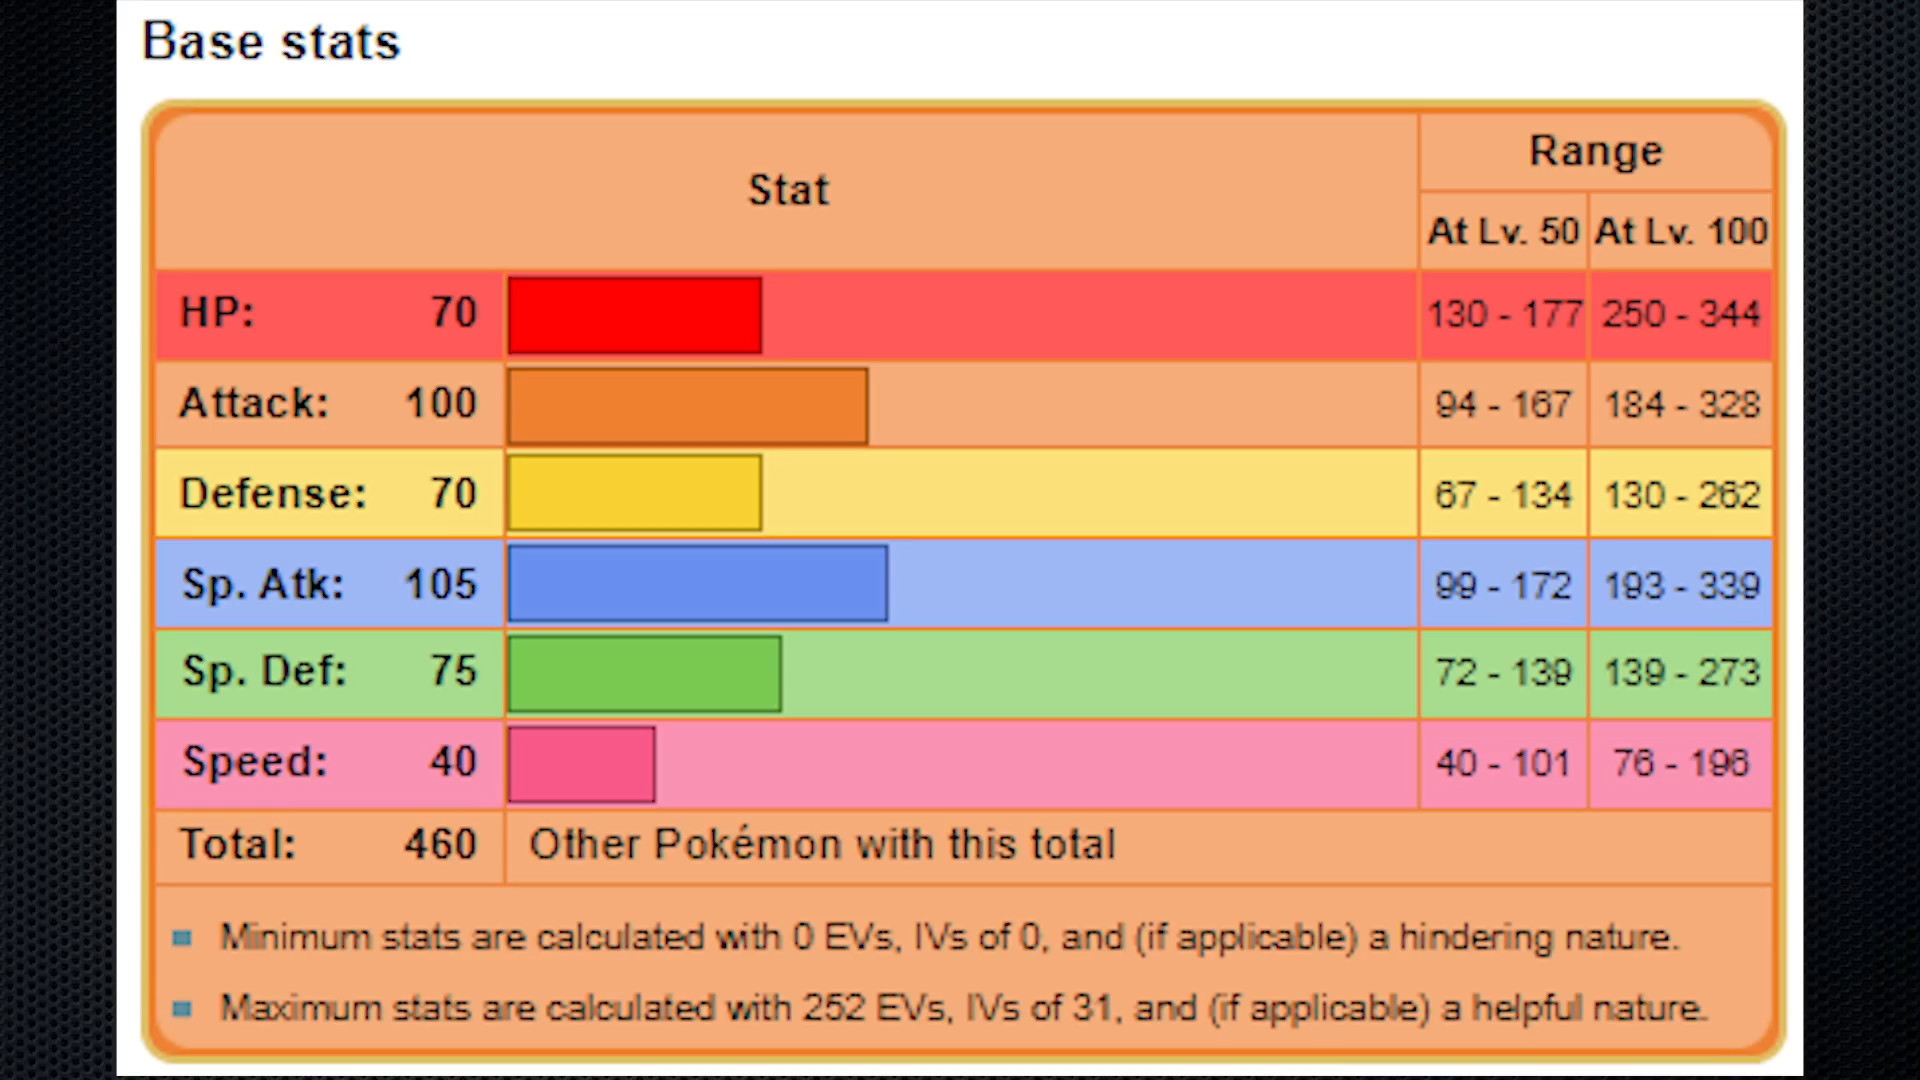 Base stats
Stat Range
At Lv. 50 At Lv. 100
HP: 70 130 - 177 250 - 344
Attack: 100 94 - 167 184 - 328
Defense: 70 67 - 134 130 - 262
Sp. Atk: 105 99 - 172 193 - 339
Sp. Def: 75 72 - 139 139 - 273
Speed: 40 40 - 101 76 - 196
Total: 460 Other Pokémon with this total
Minimum stats are calculated with 0 EVs, IVs of 0, and (if applicable) a hindering nature.
Maximum stats are calculated with 252 EVs, IVs of 31, and (if applicable) a helpful nature.